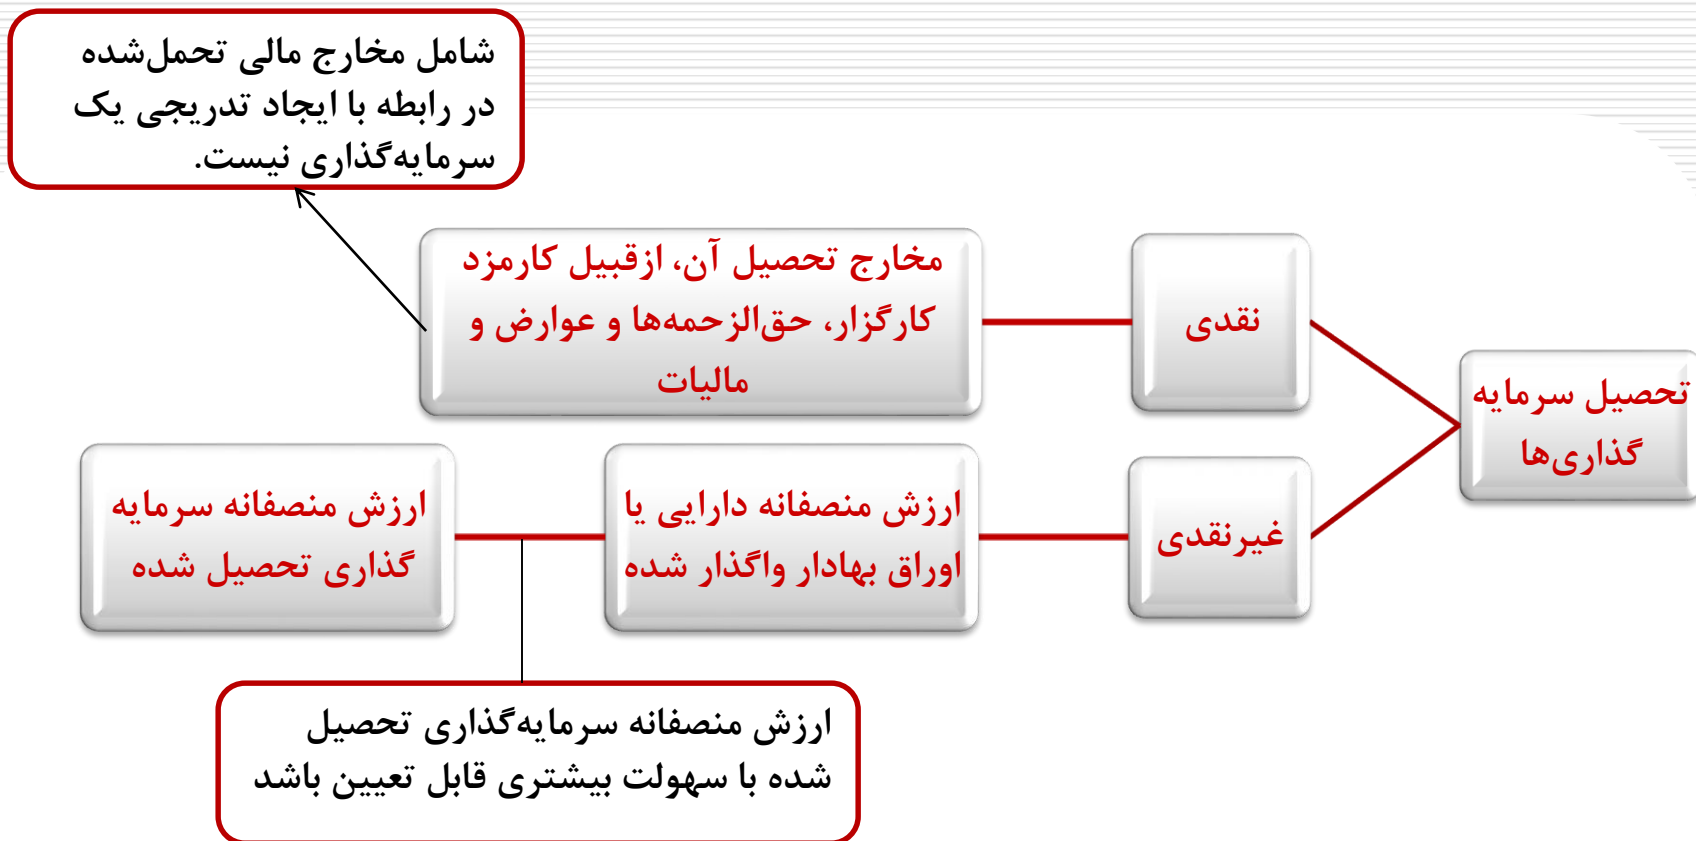 شامل مخارج مالی تحمل‌شده
در رابطه با ایجاد تدریجی یک
سرمایه‌گذاری نیست.
تحصیل سرمایه
گذاری‌ها
نقدی
مخارج تحصیل آن، ازقبیل کارمزد
کارگزار، حق‌الزحمه‌ها و عوارض و
مالیات
غیرنقدی
ارزش منصفانه دارایی یا
اوراق بهادار واگذار شده
ارزش منصفانه سرمایه
گذاری تحصیل شده
ارزش منصفانه سرمایه‌گذاری تحصیل
شده با سهولت بیشتری قابل تعیین باشد